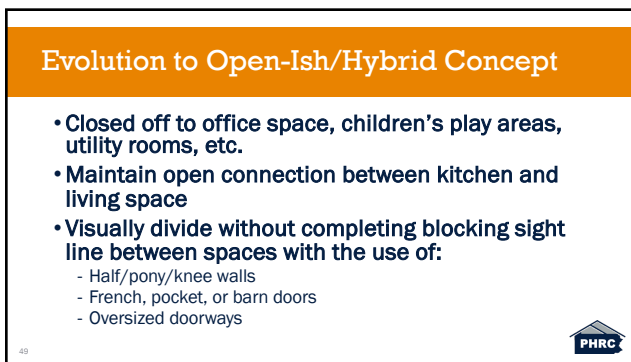 Evolution to Open-Ish/Hybrid Concept
• Closed off to office space, children's play areas,
utility rooms, etc.
• Maintain open connection between kitchen and
living space
• Visually divide without completing blocking sight
line between spaces with the use of:
- Half/pony/knee walls
- French, pocket, or barn doors
- Oversized doorways
49
PHRC